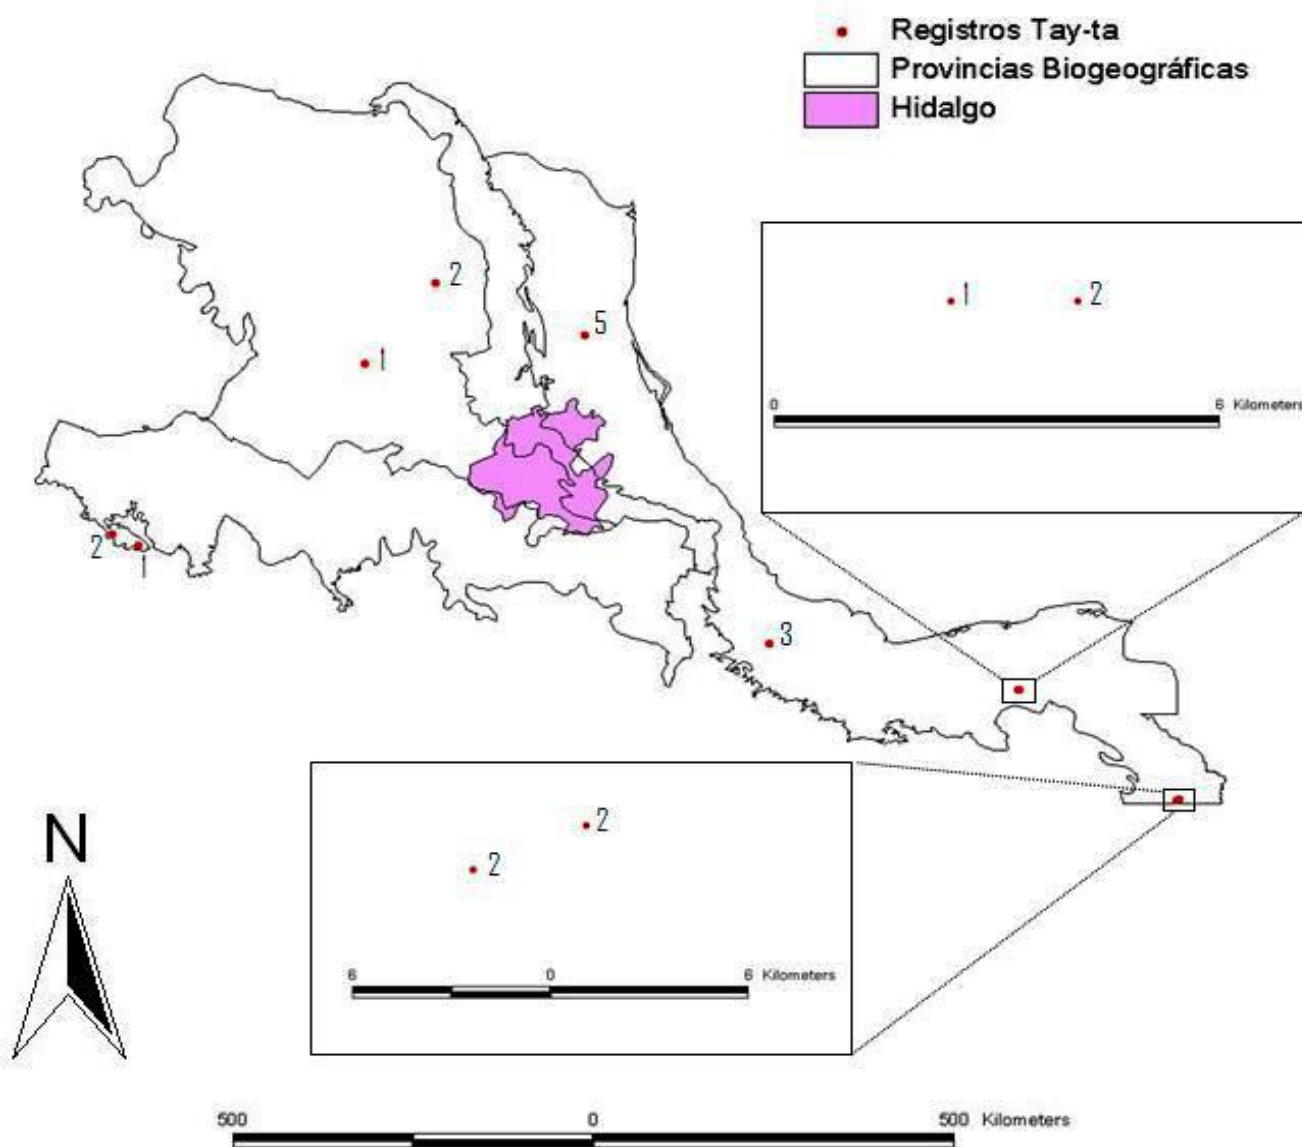 Registros Tay-ta
Provincias Biogeográficas
Hidalgo
2
5
1
1 2
0 6 Kilometers
2
1
3
2
2
6 0 6 Kilometers
N
500 0 500 Kilometers